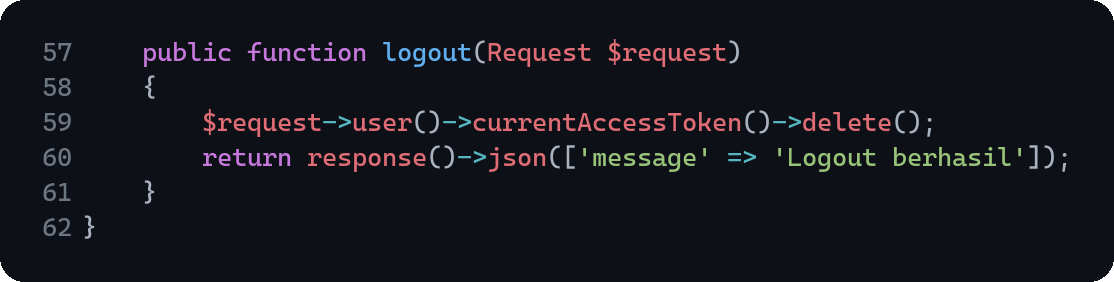 57    public function logout(Request $request)
58    {
59        $request->user()->currentAccessToken()->delete();
60        return response()->json(['message' => 'Logout berhasil']);
61    }
62 }